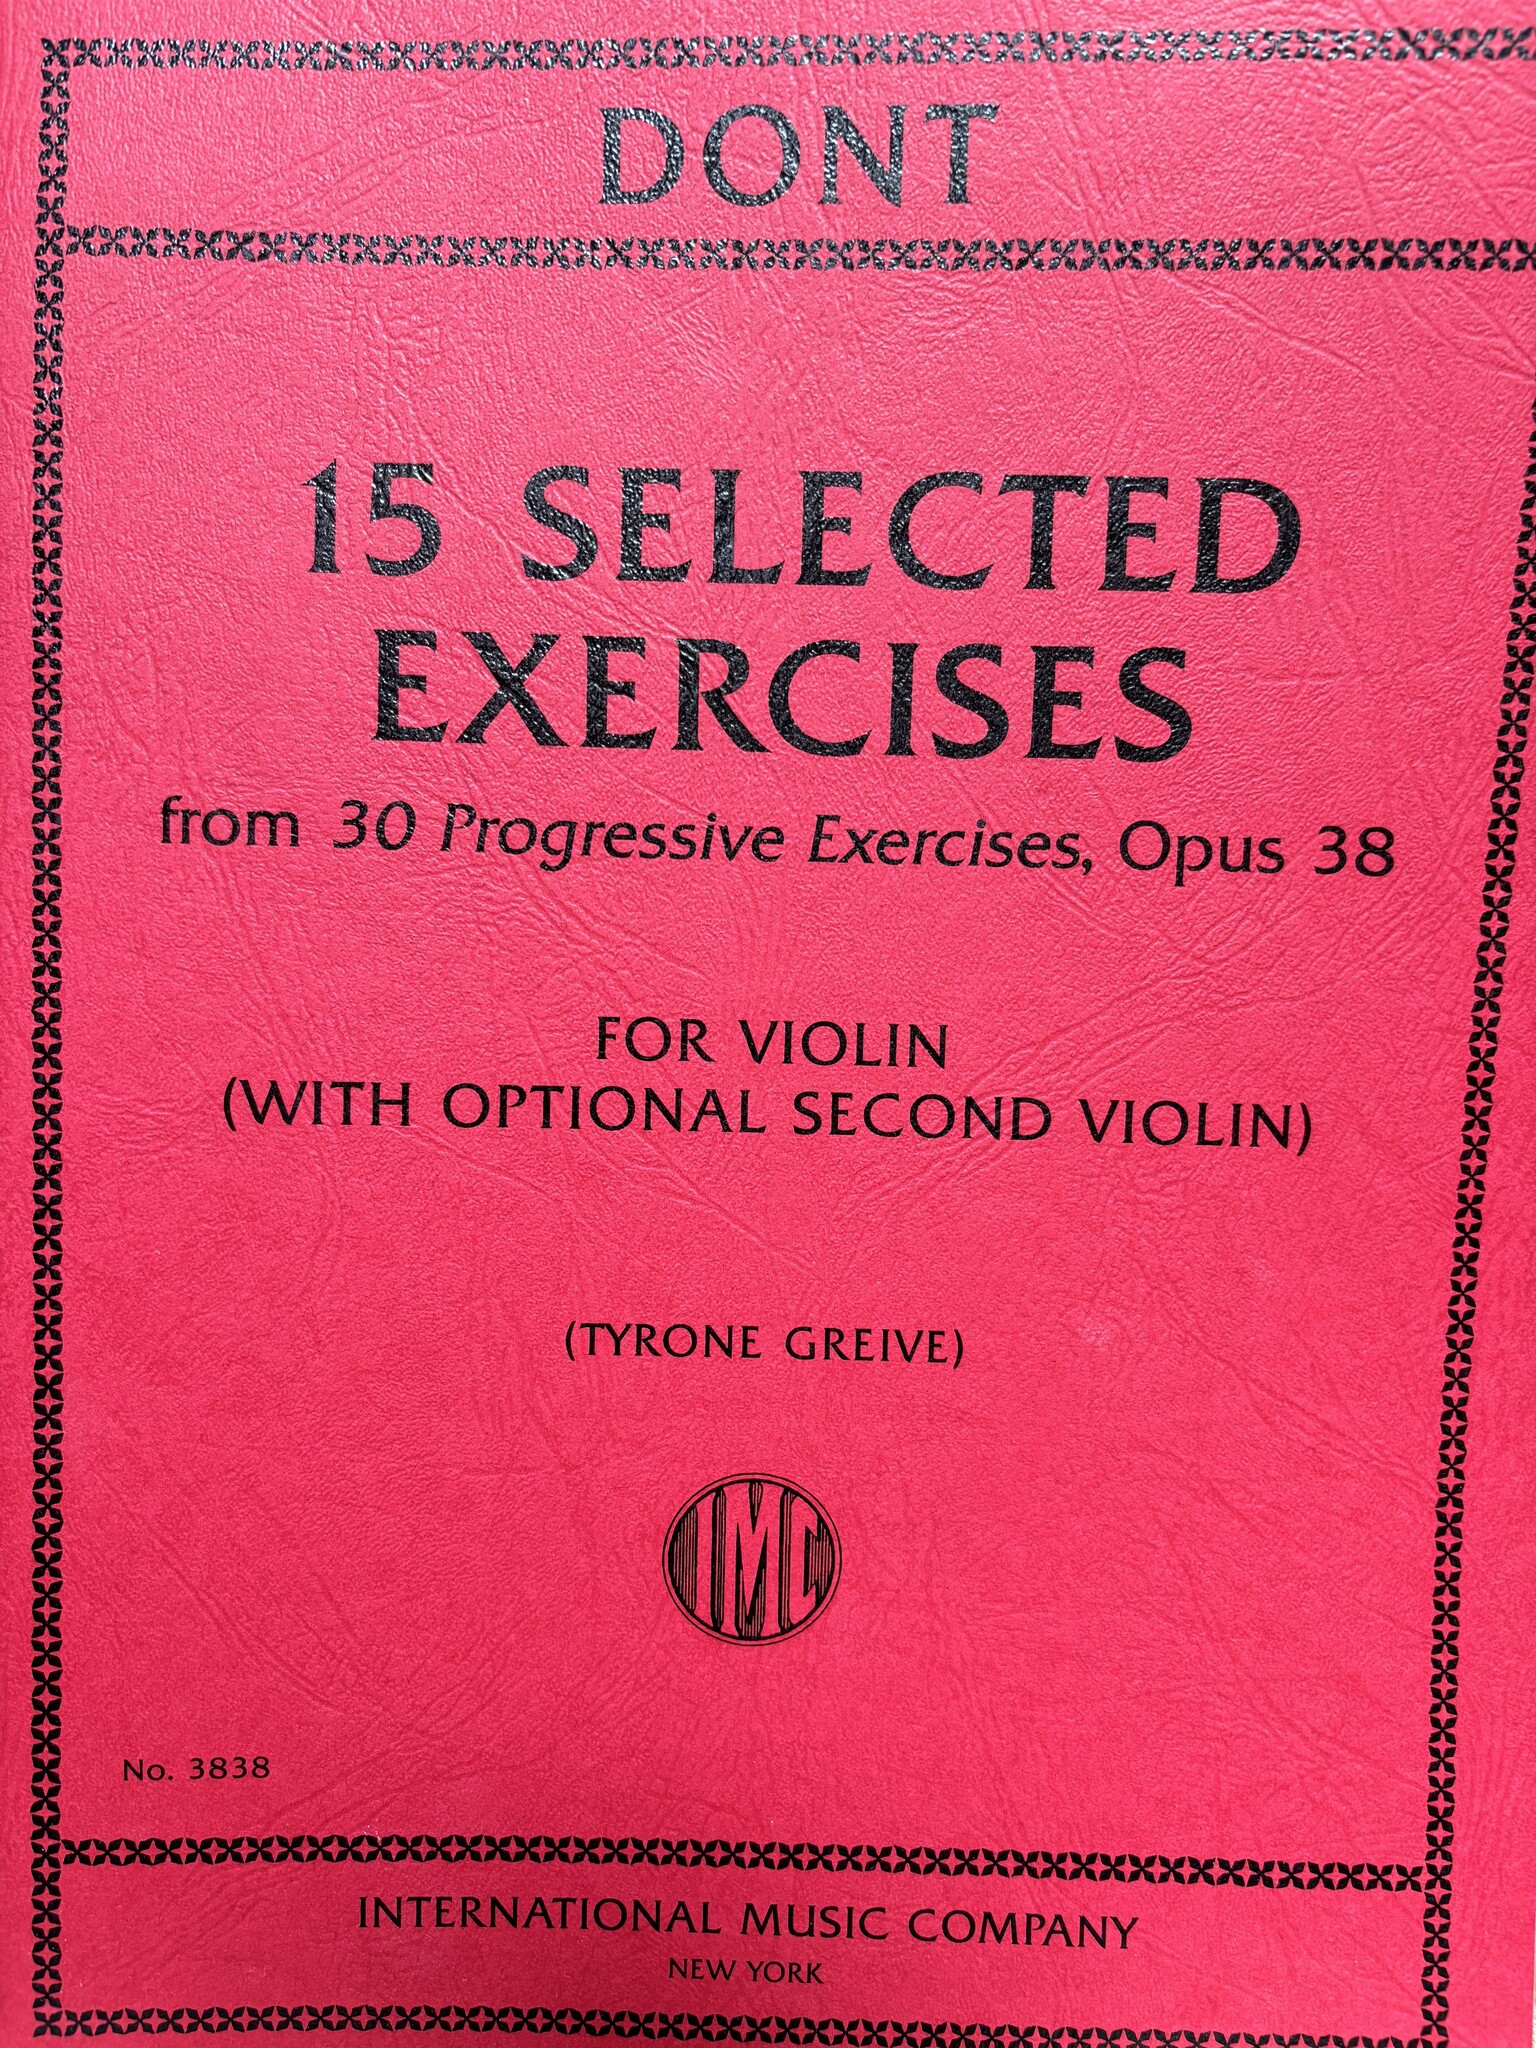 DONT
15 SELECTED
EXERCISES
from 30 Progressive Exercises, Opus 38
FOR VIOLIN
(WITH OPTIONAL SECOND VIOLIN)
(TYRONE GREIVE)
IMC
No. 3838
INTERNATIONAL MUSIC COMPANY
NEW YORK